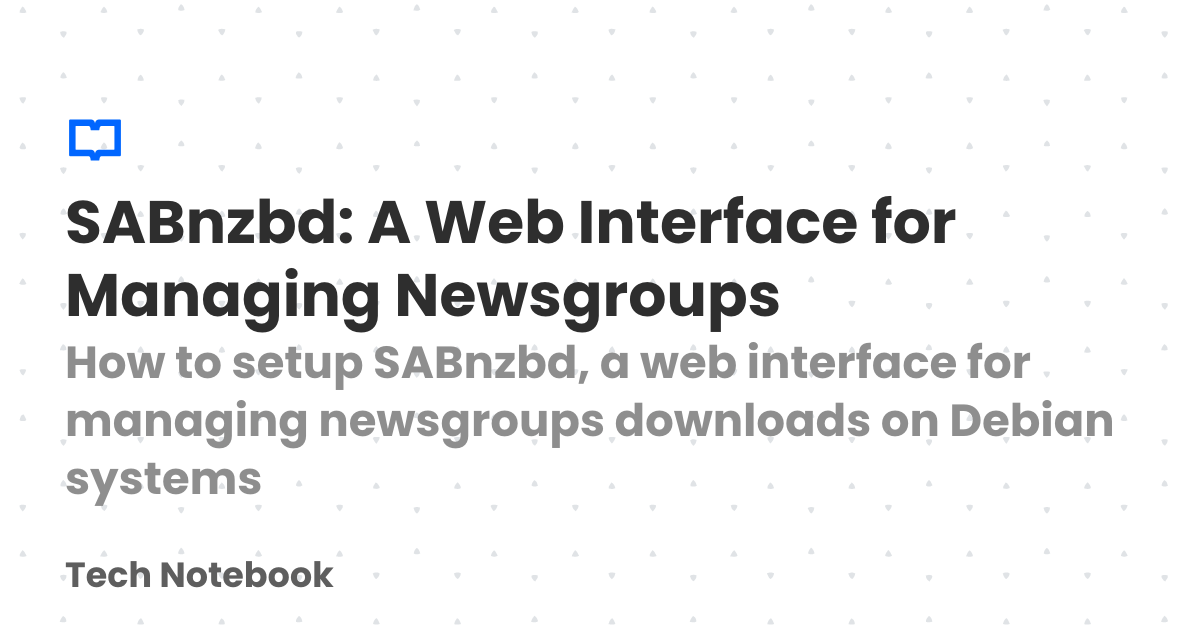 SABnzbd: A Web Interface for
Managing Newsgroups
How to setup SABnzbd, a web interface for
managing newsgroups downloads on Debian
systems
Tech Notebook